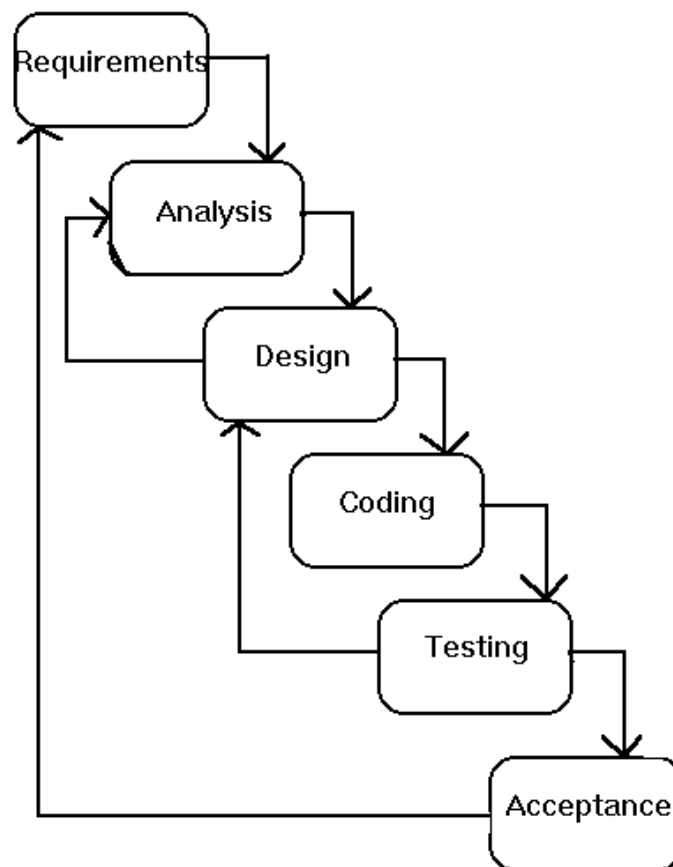 Requirements
Analysis
Design
Coding
Testing
Acceptance